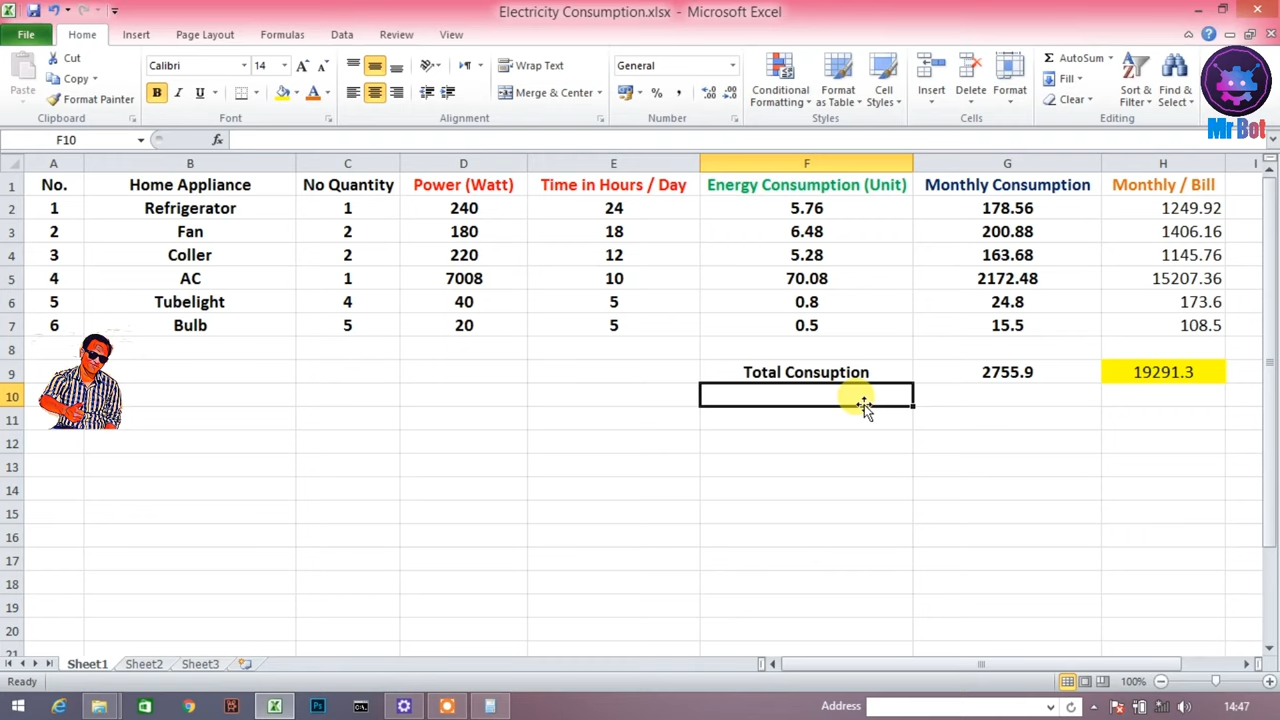 Electricity Consumption.xlsx - Microsoft Excel
File Home Insert Page Layout Formulas Data Review View
Cut
Copy
Format Painter
Paste
Clipboard
Calibri 14
B I U
Font
Wrap Text
Merge & Center
Alignment
General
Number
Conditional Formatting
Format as Table
Cell Styles
Styles
Insert Delete Format
Cells
AutoSum
Fill
Clear
Sort & Filter
Find & Select
Editing
Mr Bot
F10 fx
A B C D E F G H I
1 No. Home Appliance No Quantity Power (Watt) Time in Hours / Day Energy Consumption (Unit) Monthly Consumption Monthly / Bill
2 1 Refrigerator 1 240 24 5.76 178.56 1249.92
3 2 Fan 2 180 18 6.48 200.88 1406.16
4 3 Coller 2 220 12 5.28 163.68 1145.76
5 4 AC 1 7008 10 70.08 2172.48 15207.36
6 5 Tubelight 4 40 5 0.8 24.8 173.6
7 6 Bulb 5 20 5 0.5 15.5 108.5
8
9 Total Consuption 2755.9 19291.3
10
11
12
13
14
15
16
17
18
19
20
21
Sheet1 Sheet2 Sheet3
Ready 100%
Address 14:47